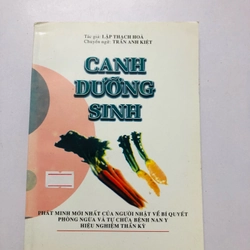 Tác giả: LẬP THẠCH HOÀ
Chuyển ngữ: TRẦN ANH KIỆT
CANH
DƯỠNG
SINH
PHÁT MINH MỚI NHẤT CỦA NGƯỜI NHẬT VỀ BÍ QUYẾT
PHÒNG NGỪA VÀ TỰ CHỮA BỆNH NAN Y
HIỆU NGHIỆM THẦN KỲ